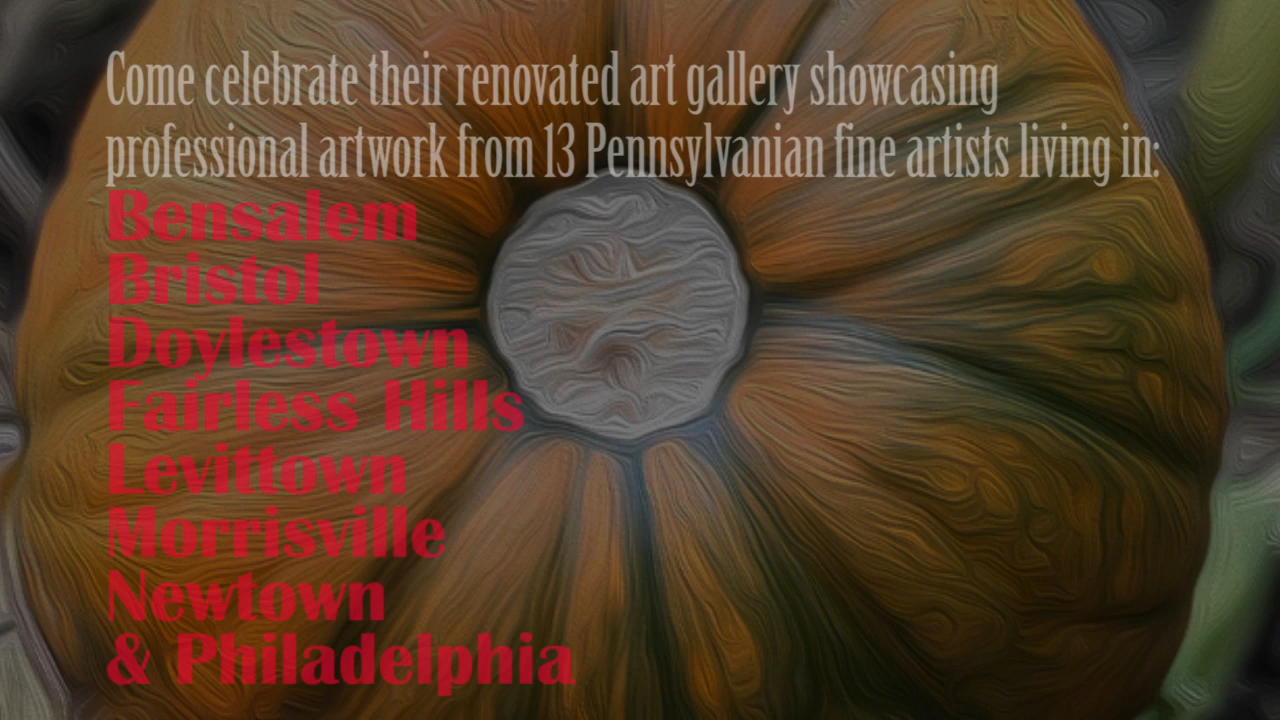 Come celebrate their renovated art gallery showcasing
professional artwork from 13 Pennsylvanian fine artists living in:
Bensalem
Bristol
Doylestown
Fairless Hills
Levittown
Morrisville
Newtown
& Philadelphia